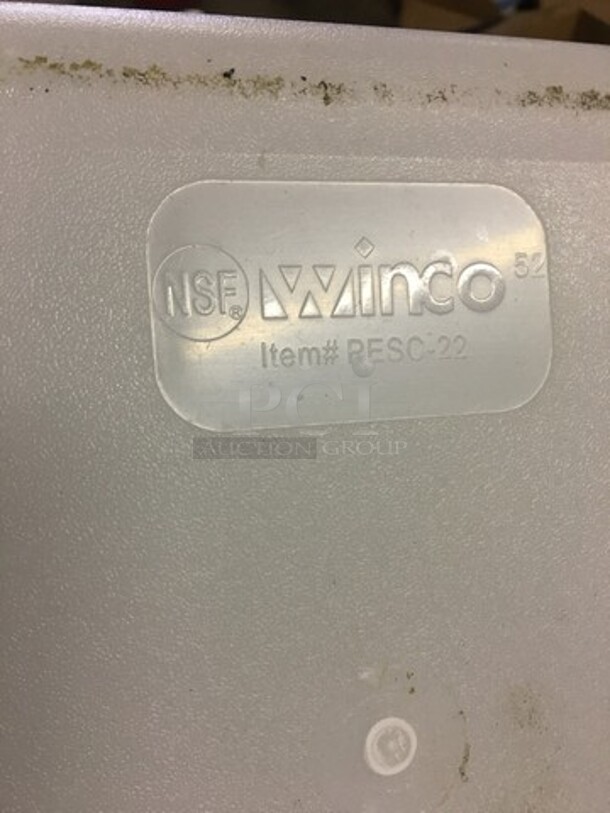 NSF® Winco 52
Item# PESC-22
PCI
AUCTION GROUP